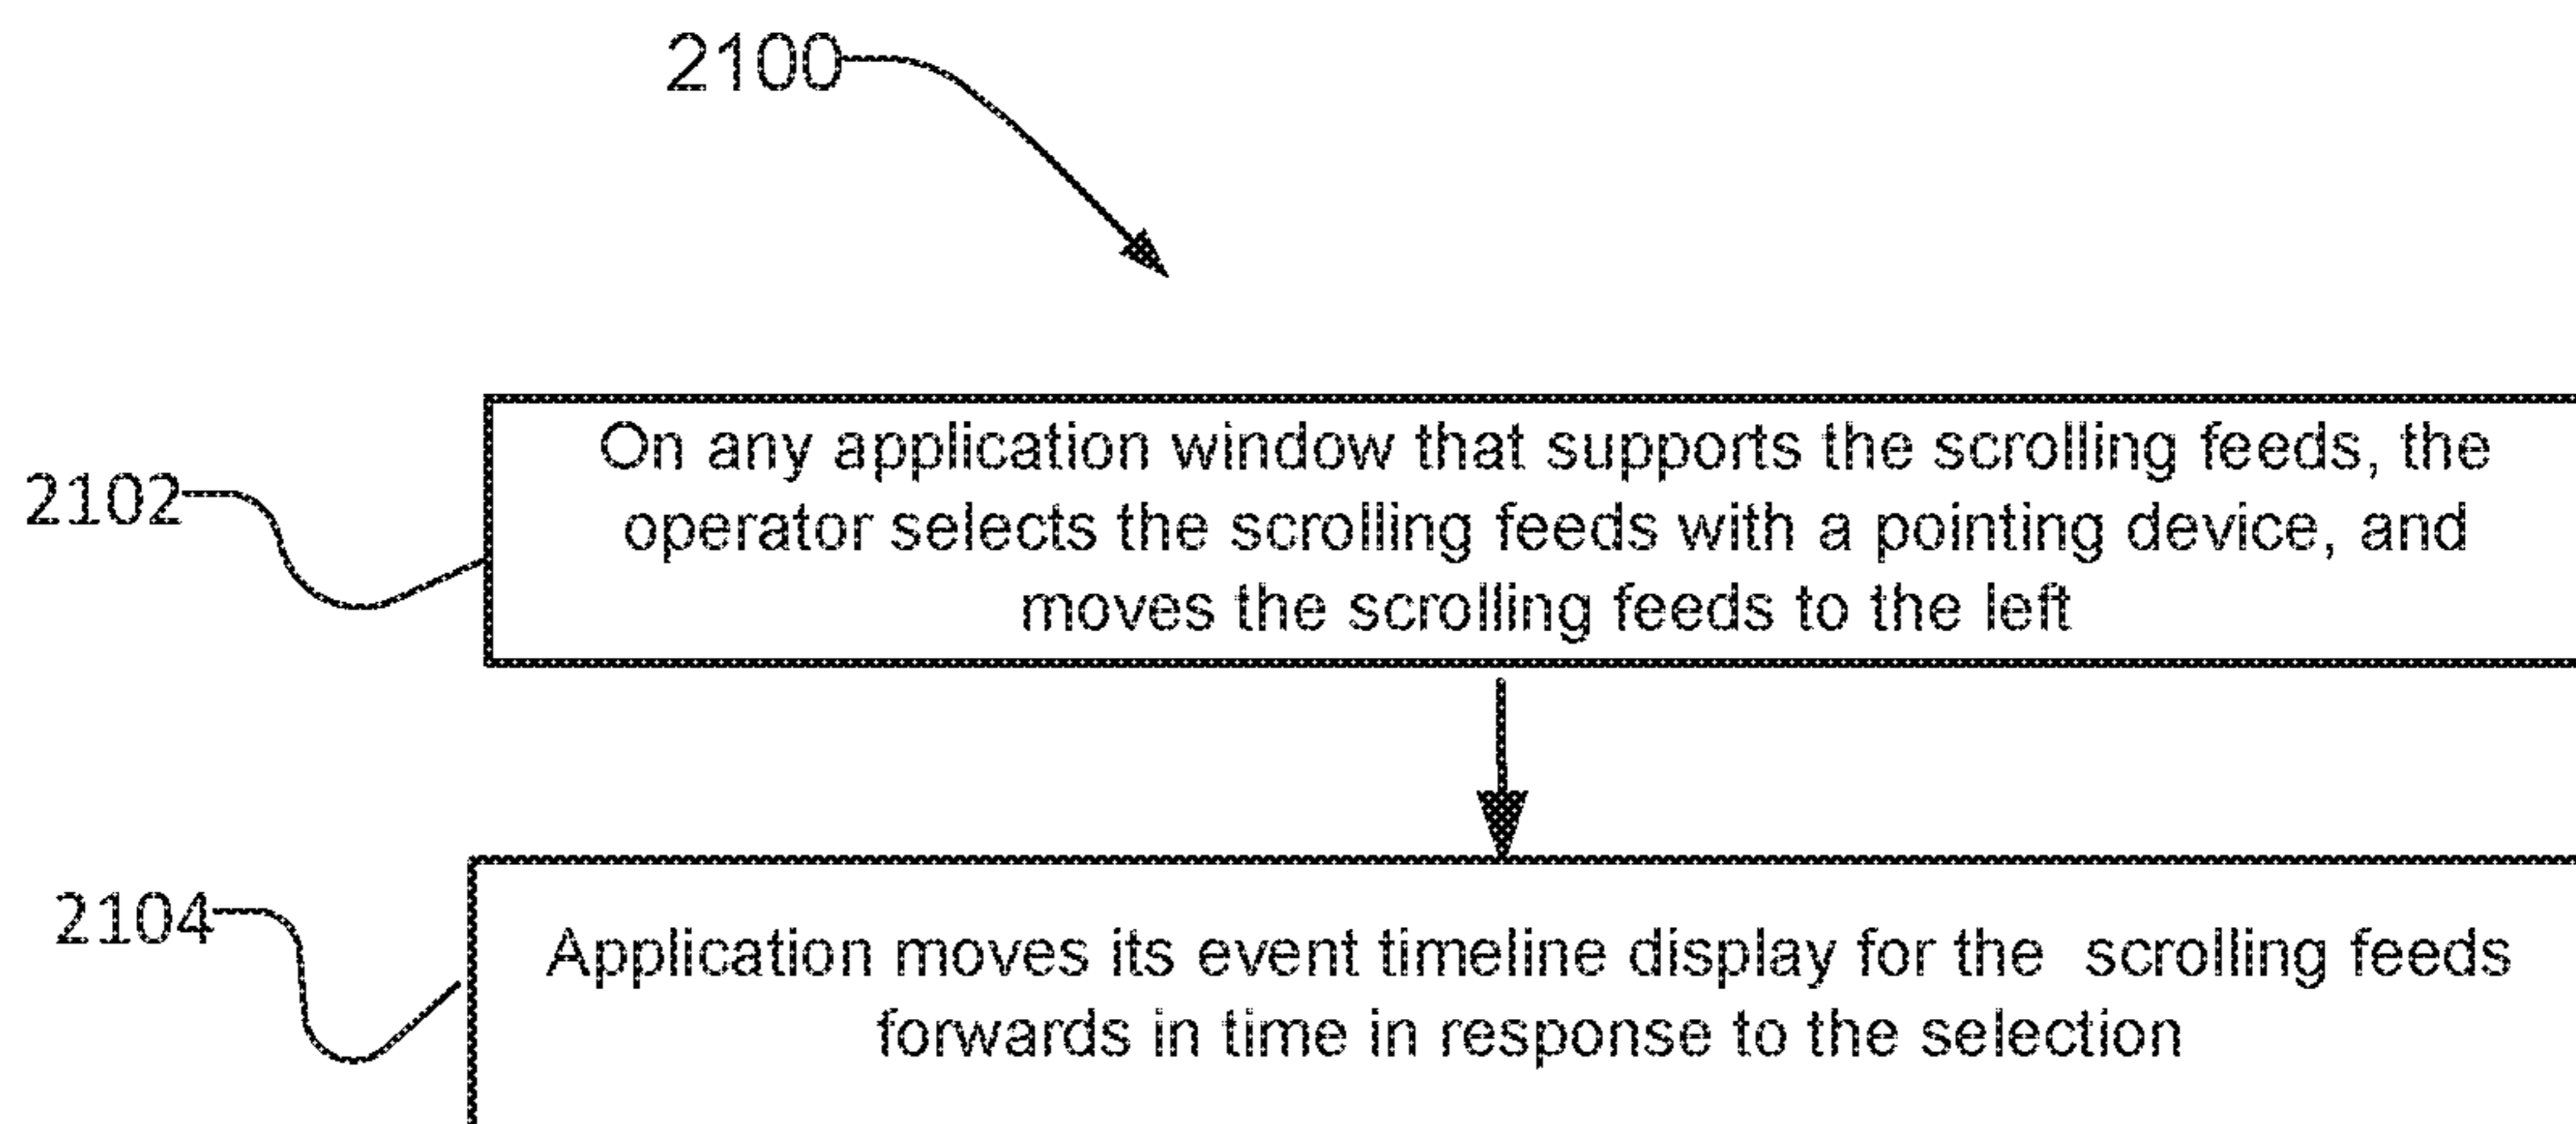 2100
On any application window that supports the scrolling feeds, the
2102
operator selects the scrolling feeds with a pointing device, and
moves the scrolling feeds to the left
2104
Application moves its event timeline display for the scrolling feeds
forwards in time in response to the selection